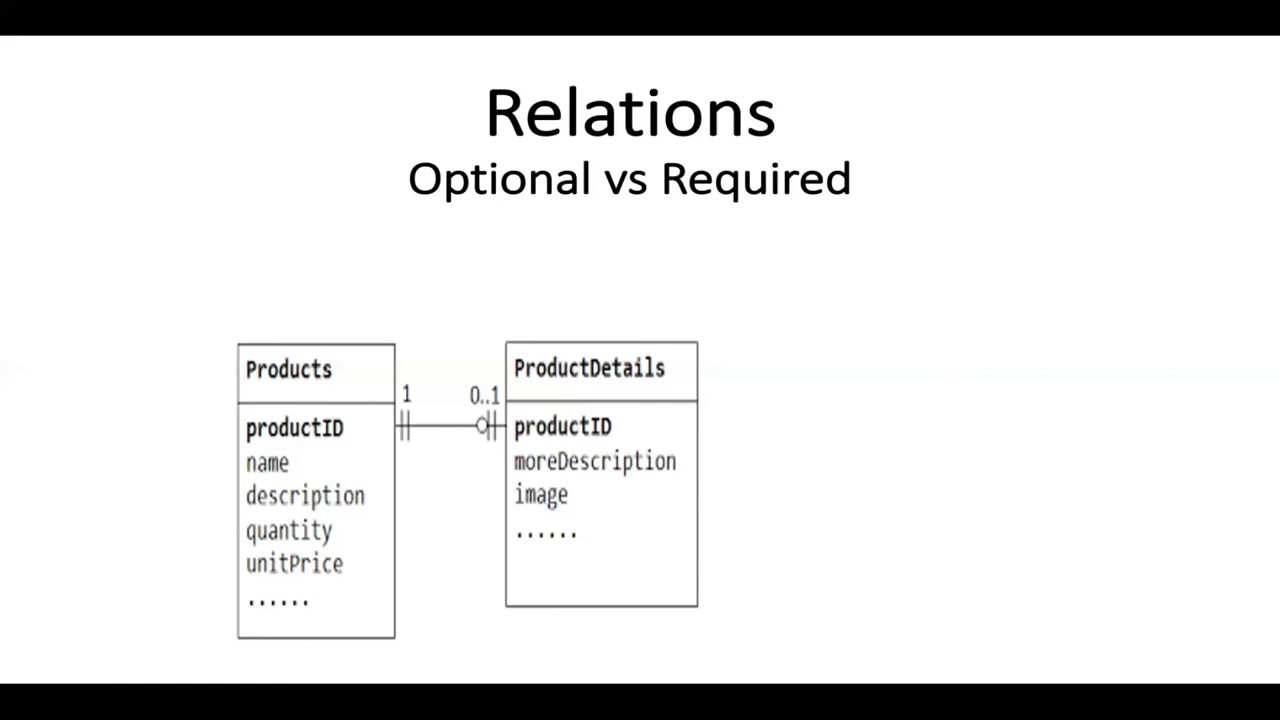 Relations
Optional vs Required
Products
productID
name
description
quantity
unitPrice
......
1
0..1
ProductDetails
productID
moreDescription
image
......